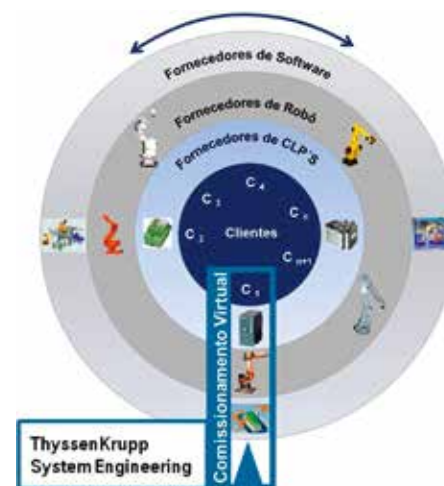 Fornecedores de Software
Fornecedores de Robô
Fornecedores de CLP'S
C 4
C 3
C n
C 2
Clientes
C n+1
C 1
Comissionamento Virtual
ThyssenKrupp
System Engineering